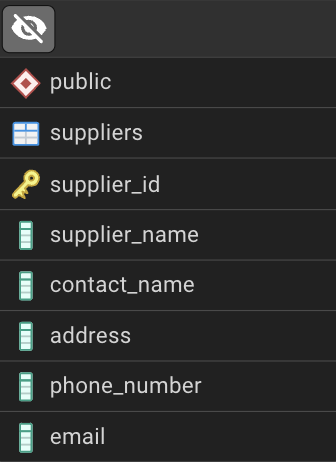 public
suppliers
supplier_id
supplier_name
contact_name
address
phone_number
email